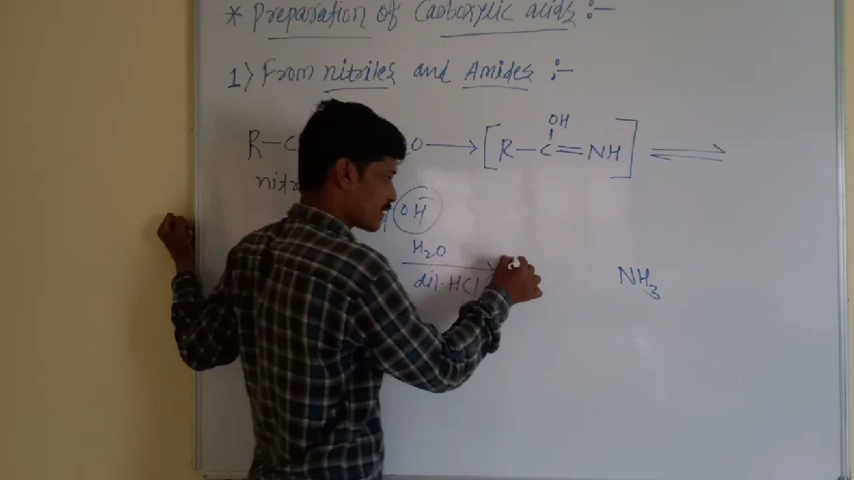 * Preparation of Carboxylic acids :-
1) From nitriles and Amides :-
R-C O → [R-C=NH] ⇌
OH
nitr
OH⁻
H2O
dil. HCl
NH3